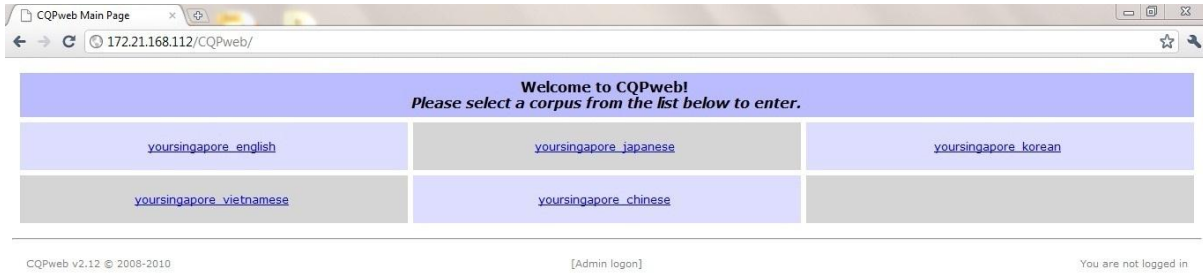 CQPweb Main Page
172.21.168.112/CQPweb/
Welcome to CQPweb!
Please select a corpus from the list below to enter.
yoursingapore_english yoursingapore_japanese yoursingapore_korean
yoursingapore_vietnamese yoursingapore_chinese
CQPweb v2.12 © 2008-2010 [Admin logon] You are not logged in